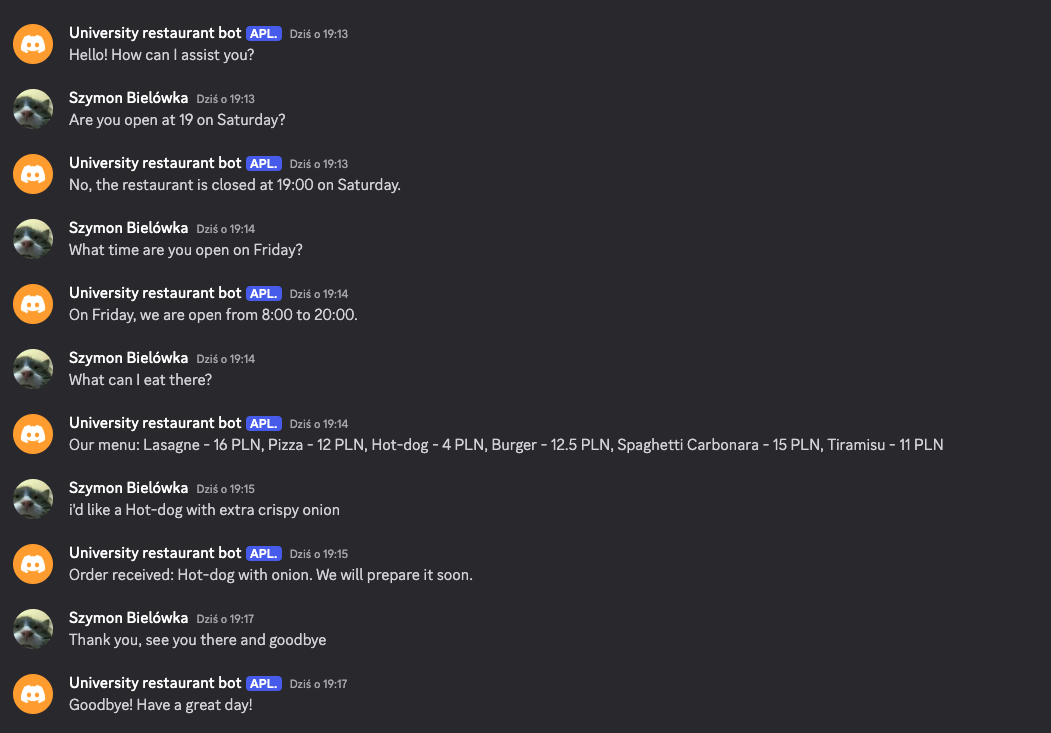 University restaurant bot APL. Dziś o 19:13
Hello! How can I assist you?
Szymon Bielówka Dziś o 19:13
Are you open at 19 on Saturday?
University restaurant bot APL. Dziś o 19:13
No, the restaurant is closed at 19:00 on Saturday.
Szymon Bielówka Dziś o 19:14
What time are you open on Friday?
University restaurant bot APL. Dziś o 19:14
On Friday, we are open from 8:00 to 20:00.
Szymon Bielówka Dziś o 19:14
What can I eat there?
University restaurant bot APL. Dziś o 19:14
Our menu: Lasagne - 16 PLN, Pizza - 12 PLN, Hot-dog - 4 PLN, Burger - 12.5 PLN, Spaghetti Carbonara - 15 PLN, Tiramisu - 11 PLN
Szymon Bielówka Dziś o 19:15
i'd like a Hot-dog with extra crispy onion
University restaurant bot APL. Dziś o 19:15
Order received: Hot-dog with onion. We will prepare it soon.
Szymon Bielówka Dziś o 19:17
Thank you, see you there and goodbye
University restaurant bot APL. Dziś o 19:17
Goodbye! Have a great day!